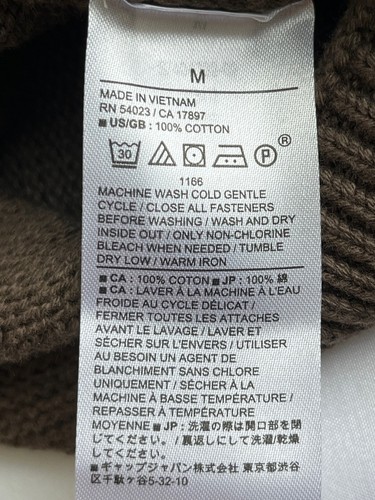 M
MADE IN VIETNAM
RN 54023 / CA 17897
■ US/GB : 100% COTTON
30 P ®
1166
MACHINE WASH COLD GENTLE
CYCLE / CLOSE ALL FASTENERS
BEFORE WASHING / WASH AND DRY
INSIDE OUT / ONLY NON-CHLORINE
BLEACH WHEN NEEDED / TUMBLE
DRY LOW / WARM IRON
■ CA : 100% COTON ■ JP : 100% 綿
■ CA : LAVER À LA MACHINE À L'EAU
FROIDE AU CYCLE DÉLICAT /
FERMER TOUTES LES ATTACHES
AVANT LE LAVAGE / LAVER ET
SÉCHER SUR L'ENVERS / UTILISER
AU BESOIN UN AGENT DE
BLANCHIMENT SANS CHLORE
UNIQUEMENT / SÉCHER À LA
MACHINE À BASSE TEMPÉRATURE /
REPASSER À TEMPÉRATURE
MOYENNE ■ JP : 洗濯の際は開口部を閉
じてください。/ 裏返しにして洗濯/乾燥
してください。
■ ギャップジャパン株式会社 東京都渋谷
区千駄ヶ谷5-32-10